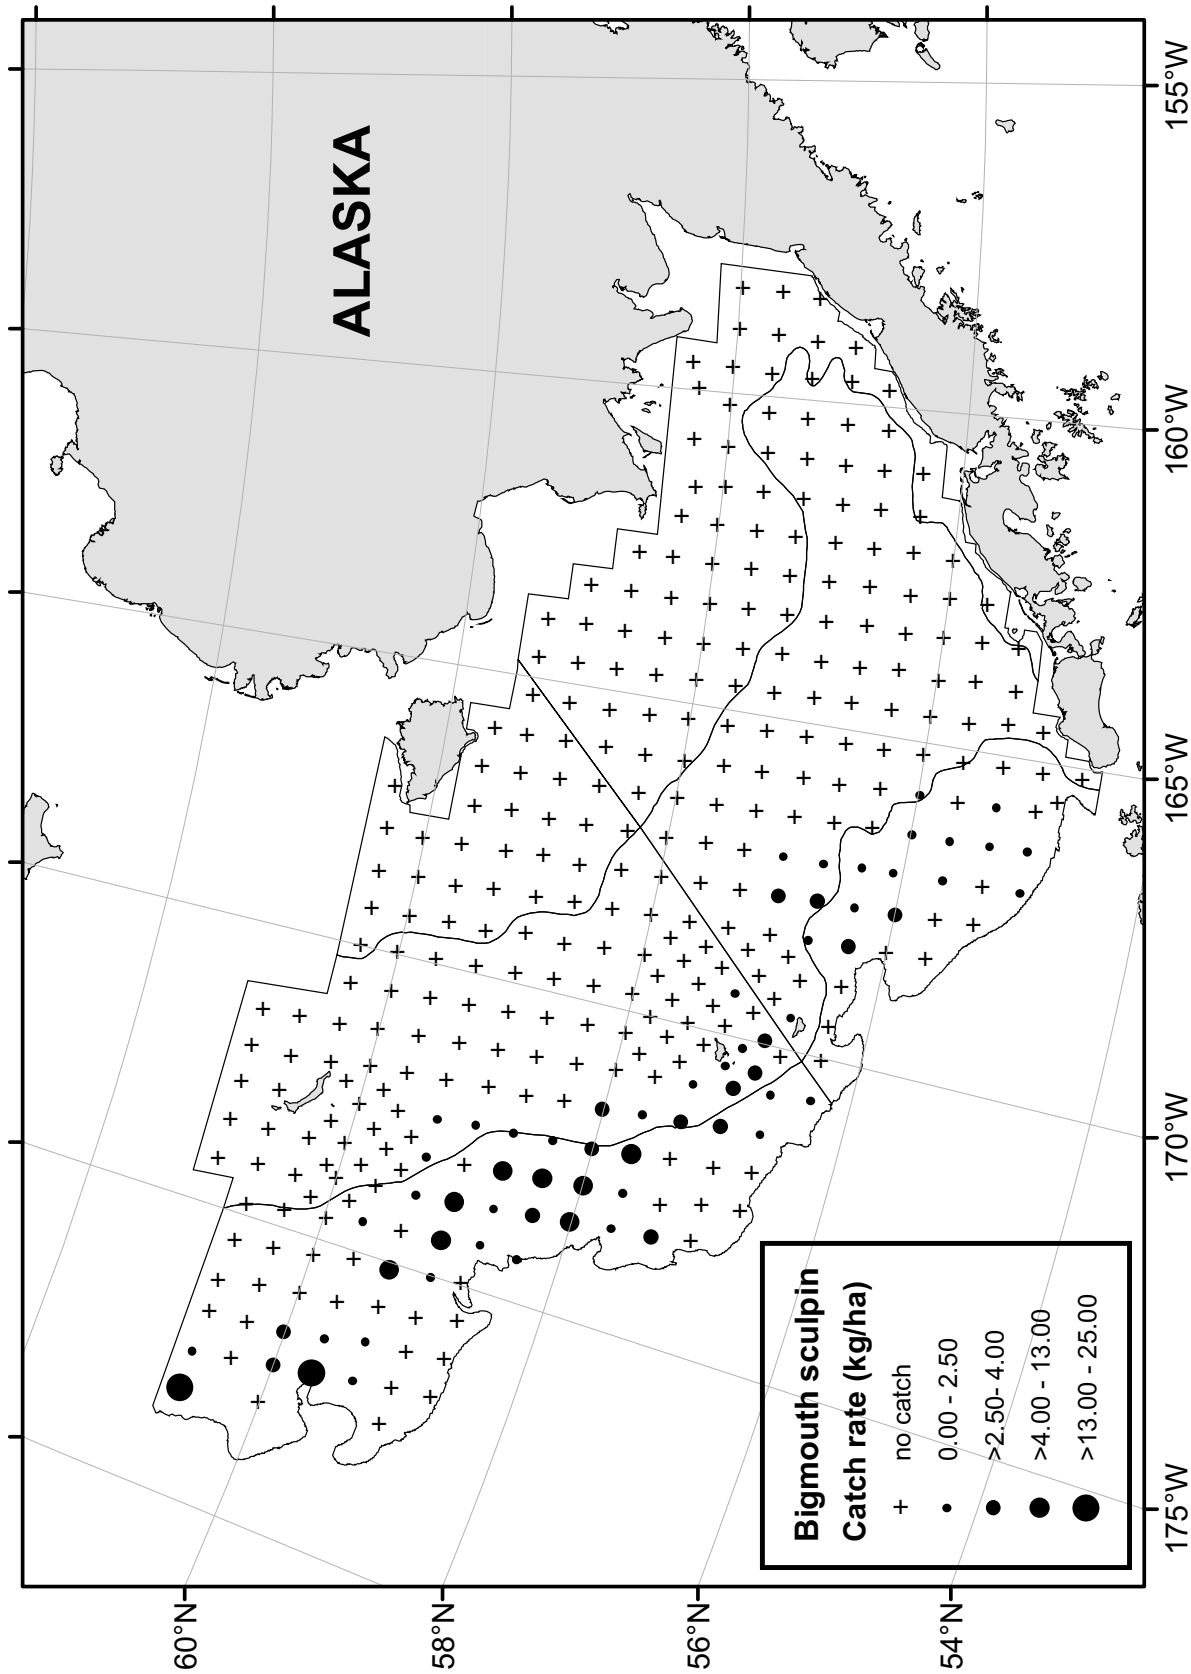 ALASKA
Bigmouth sculpin
Catch rate (kg/ha)
+ no catch
0.00 - 2.50
>2.50- 4.00
>4.00 - 13.00
>13.00 - 25.00
60°N
58°N
56°N
54°N
175°W
170°W
165°W
160°W
155°W